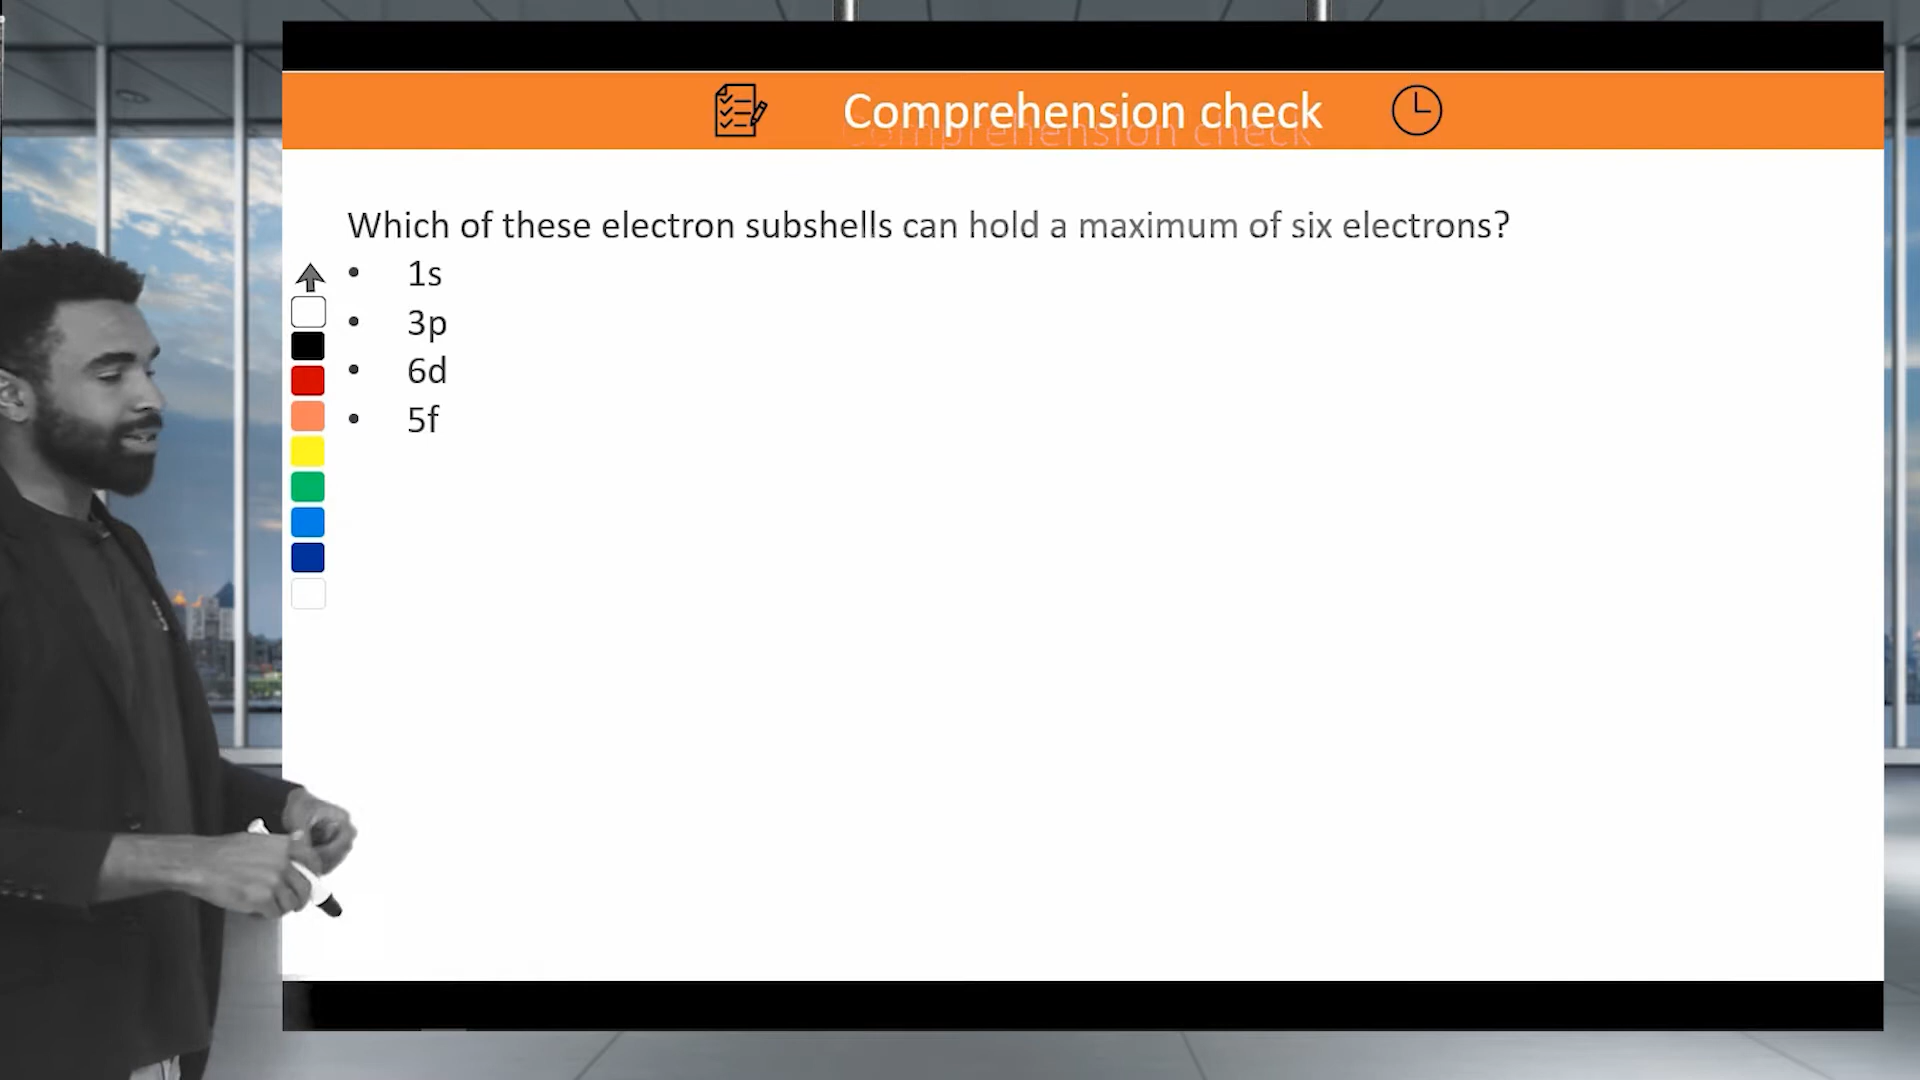 Comprehension check
Which of these electron subshells can hold a maximum of six electrons?
• 1s
• 3p
• 6d
• 5f